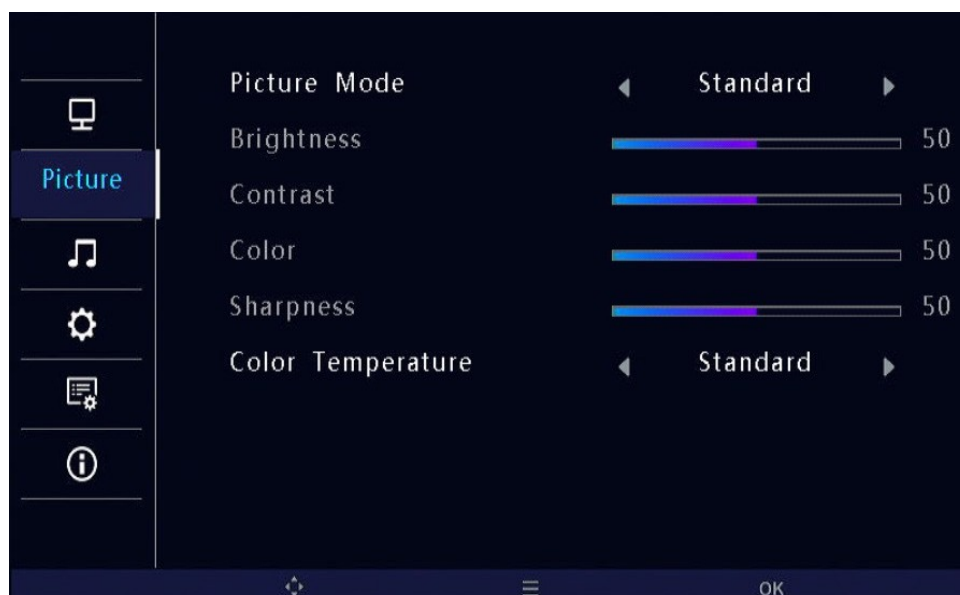 Picture
Picture Mode Standard
Brightness 50
Contrast 50
Color 50
Sharpness 50
Color Temperature Standard
OK